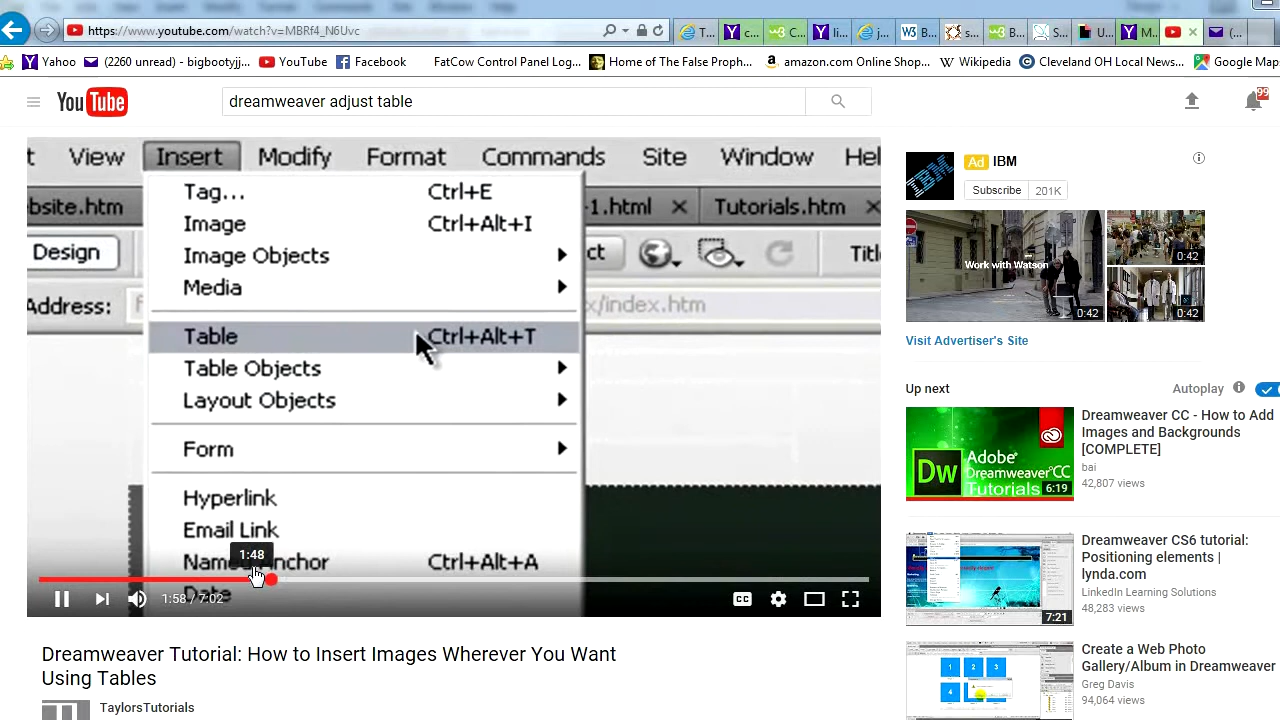 https://www.youtube.com/watch?v=MBRf4_N6Uvc
T... c... C... li... j... B... s... B... S... U... M... (...
Yahoo (2260 unread) - bigbootyjj... YouTube Facebook FatCow Control Panel Log... Home of The False Proph... amazon.com Online Shop... Wikipedia Cleveland OH Local News... Google Map
YouTube
dreamweaver adjust table
99
t View Insert Modify Format Commands Site Window Hel
Tag... Ctrl+E
ebsite.htm -1.html Tutorials.htm
Image Ctrl+Alt+I
Design Image Objects ct Titl
Media
Address: x/index.htm
Table Ctrl+Alt+T
Table Objects
Layout Objects
Form
Hyperlink
Email Link
1:48
Named Anchor Ctrl+Alt+A
1:58 / 7:02
CC
Dreamweaver Tutorial: How to Insert Images Wherever You Want
Using Tables
TaylorsTutorials
Ad IBM
Subscribe 201K
Work with Watson
0:42
0:42
0:42
Visit Advertiser's Site
Up next Autoplay
Dreamweaver CC - How to Add
Images and Backgrounds
[COMPLETE]
bai
42,807 views
Adobe
Dw Dreamweaver CC
Tutorials
6:19
Dreamweaver CS6 tutorial:
Positioning elements |
lynda.com
LinkedIn Learning Solutions
48,283 views
7:21
Create a Web Photo
Gallery/Album in Dreamweaver
Greg Davis
94,064 views
1 2 3
4